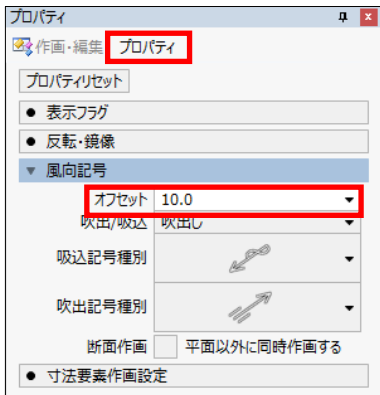 プロパティ
作画・編集 プロパティ
プロパティリセット
● 表示フラグ
● 反転・鏡像
▼ 風向記号
オフセット 10.0
吹出/吸込 吹出し
吸込記号種別
吹出記号種別
断面作画 平面以外に同時作画する
● 寸法要素作画設定